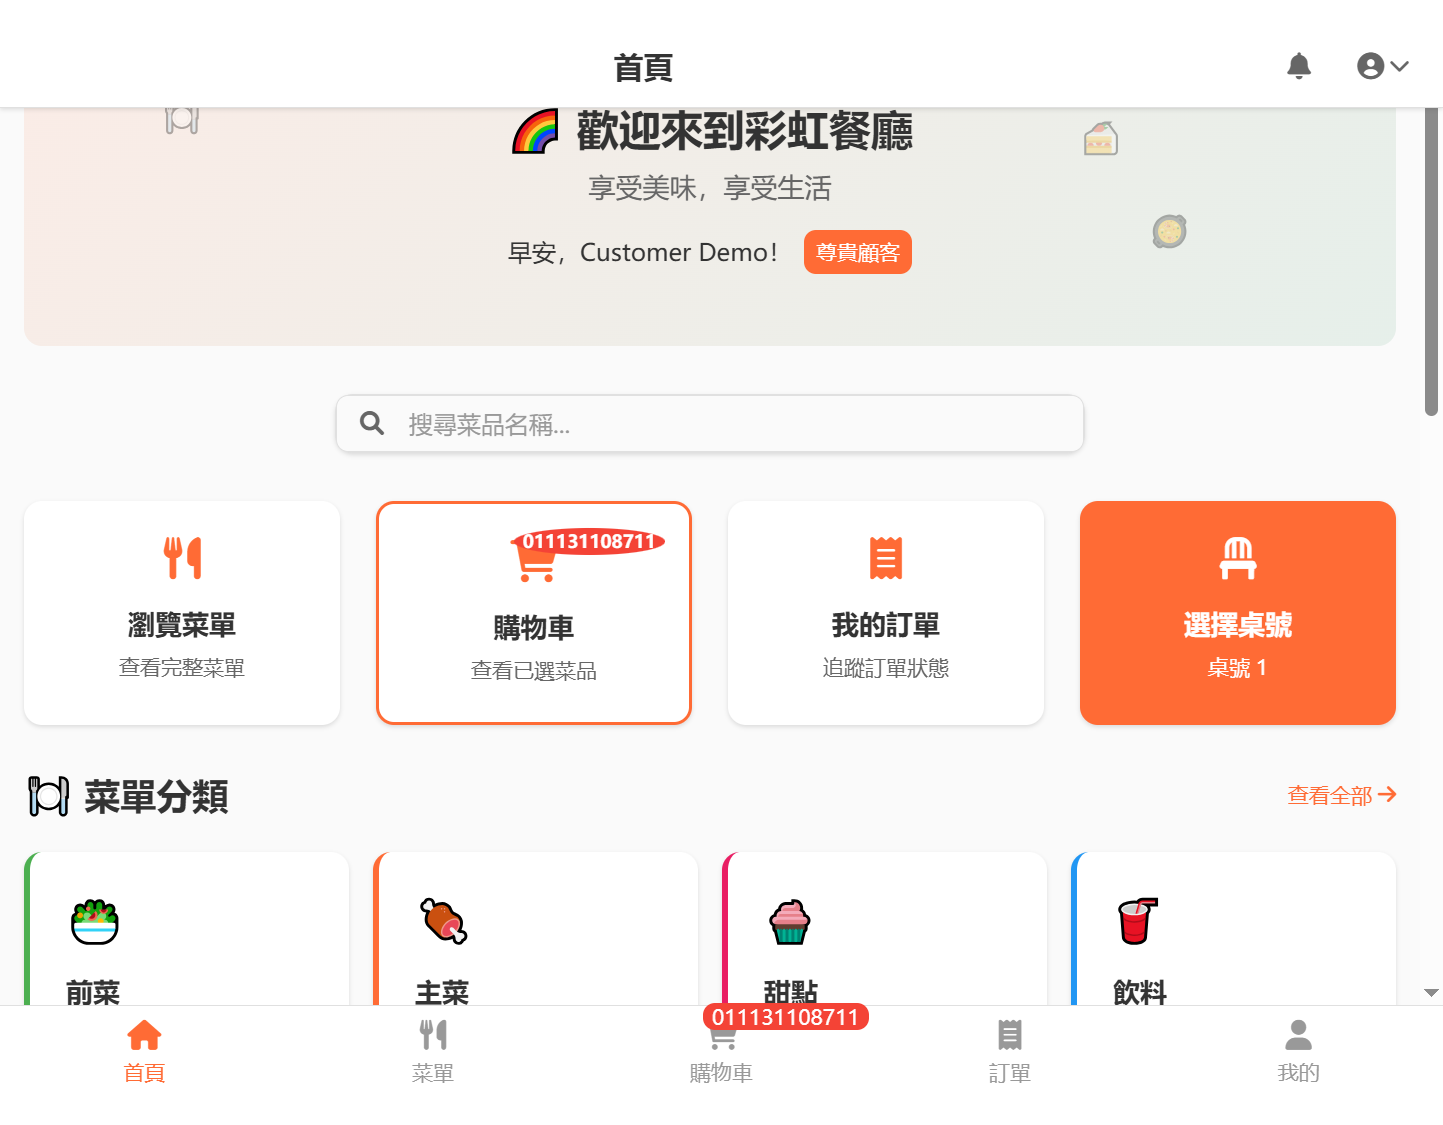 首頁
歡迎來到彩虹餐廳
享受美味，享受生活
早安，Customer Demo！ 尊貴顧客
搜尋菜品名稱...
011131108711
瀏覽菜單
查看完整菜單
購物車
查看已選菜品
我的訂單
追蹤訂單狀態
選擇桌號
桌號 1
菜單分類
查看全部
前菜
主菜
甜點
飲料
011131108711
首頁
菜單
購物車
訂單
我的